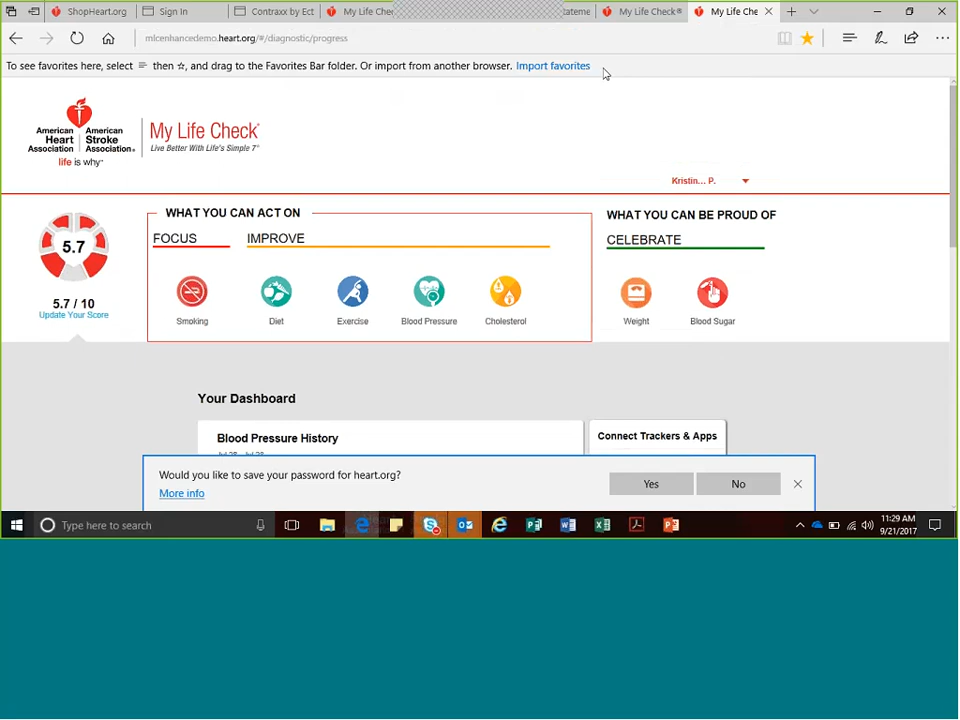 ShopHeart.org
Sign In
Contraxx by Ect
My Life Che
tateme
My Life Check®
My Life Che
mlcenhancedemo.heart.org/#/diagnostic/progress
To see favorites here, select then ☆, and drag to the Favorites Bar folder. Or import from another browser. Import favorites
American Heart Association
American Stroke Association®
life is why™
My Life Check®
Live Better With Life's Simple 7™
Kristin... P.
WHAT YOU CAN ACT ON
WHAT YOU CAN BE PROUD OF
FOCUS
IMPROVE
CELEBRATE
5.7
5.7 / 10
Update Your Score
Smoking
Diet
Exercise
Blood Pressure
Cholesterol
Weight
Blood Sugar
Your Dashboard
Blood Pressure History
Connect Trackers & Apps
Would you like to save your password for heart.org?
More info
Yes
No
Type here to search
11:29 AM
9/21/2017